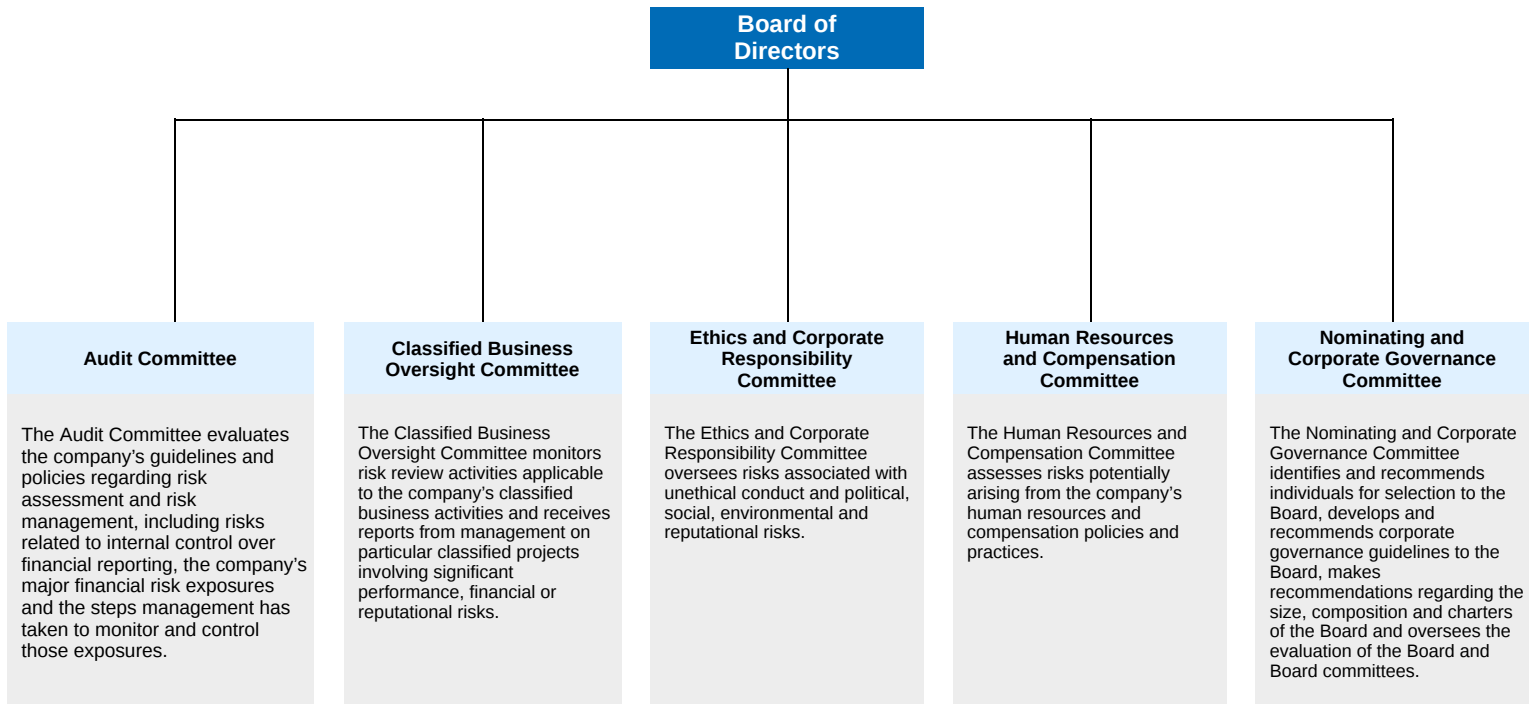 Board of
Directors
Audit Committee
The Audit Committee evaluates
the company’s guidelines and
policies regarding risk
assessment and risk
management, including risks
related to internal control over
financial reporting, the company’s
major financial risk exposures
and the steps management has
taken to monitor and control
those exposures.
Classified Business
Oversight Committee
The Classified Business
Oversight Committee monitors
risk review activities applicable
to the company’s classified
business activities and receives
reports from management on
particular classified projects
involving significant
performance, financial or
reputational risks.
Ethics and Corporate
Responsibility
Committee
The Ethics and Corporate
Responsibility Committee
oversees risks associated with
unethical conduct and political,
social, environmental and
reputational risks.
Human Resources
and Compensation
Committee
The Human Resources and
Compensation Committee
assesses risks potentially
arising from the company’s
human resources and
compensation policies and
practices.
Nominating and
Corporate Governance
Committee
The Nominating and Corporate
Governance Committee
identifies and recommends
individuals for selection to the
Board, develops and
recommends corporate
governance guidelines to the
Board, makes
recommendations regarding the
size, composition and charters
of the Board and oversees the
evaluation of the Board and
Board committees.